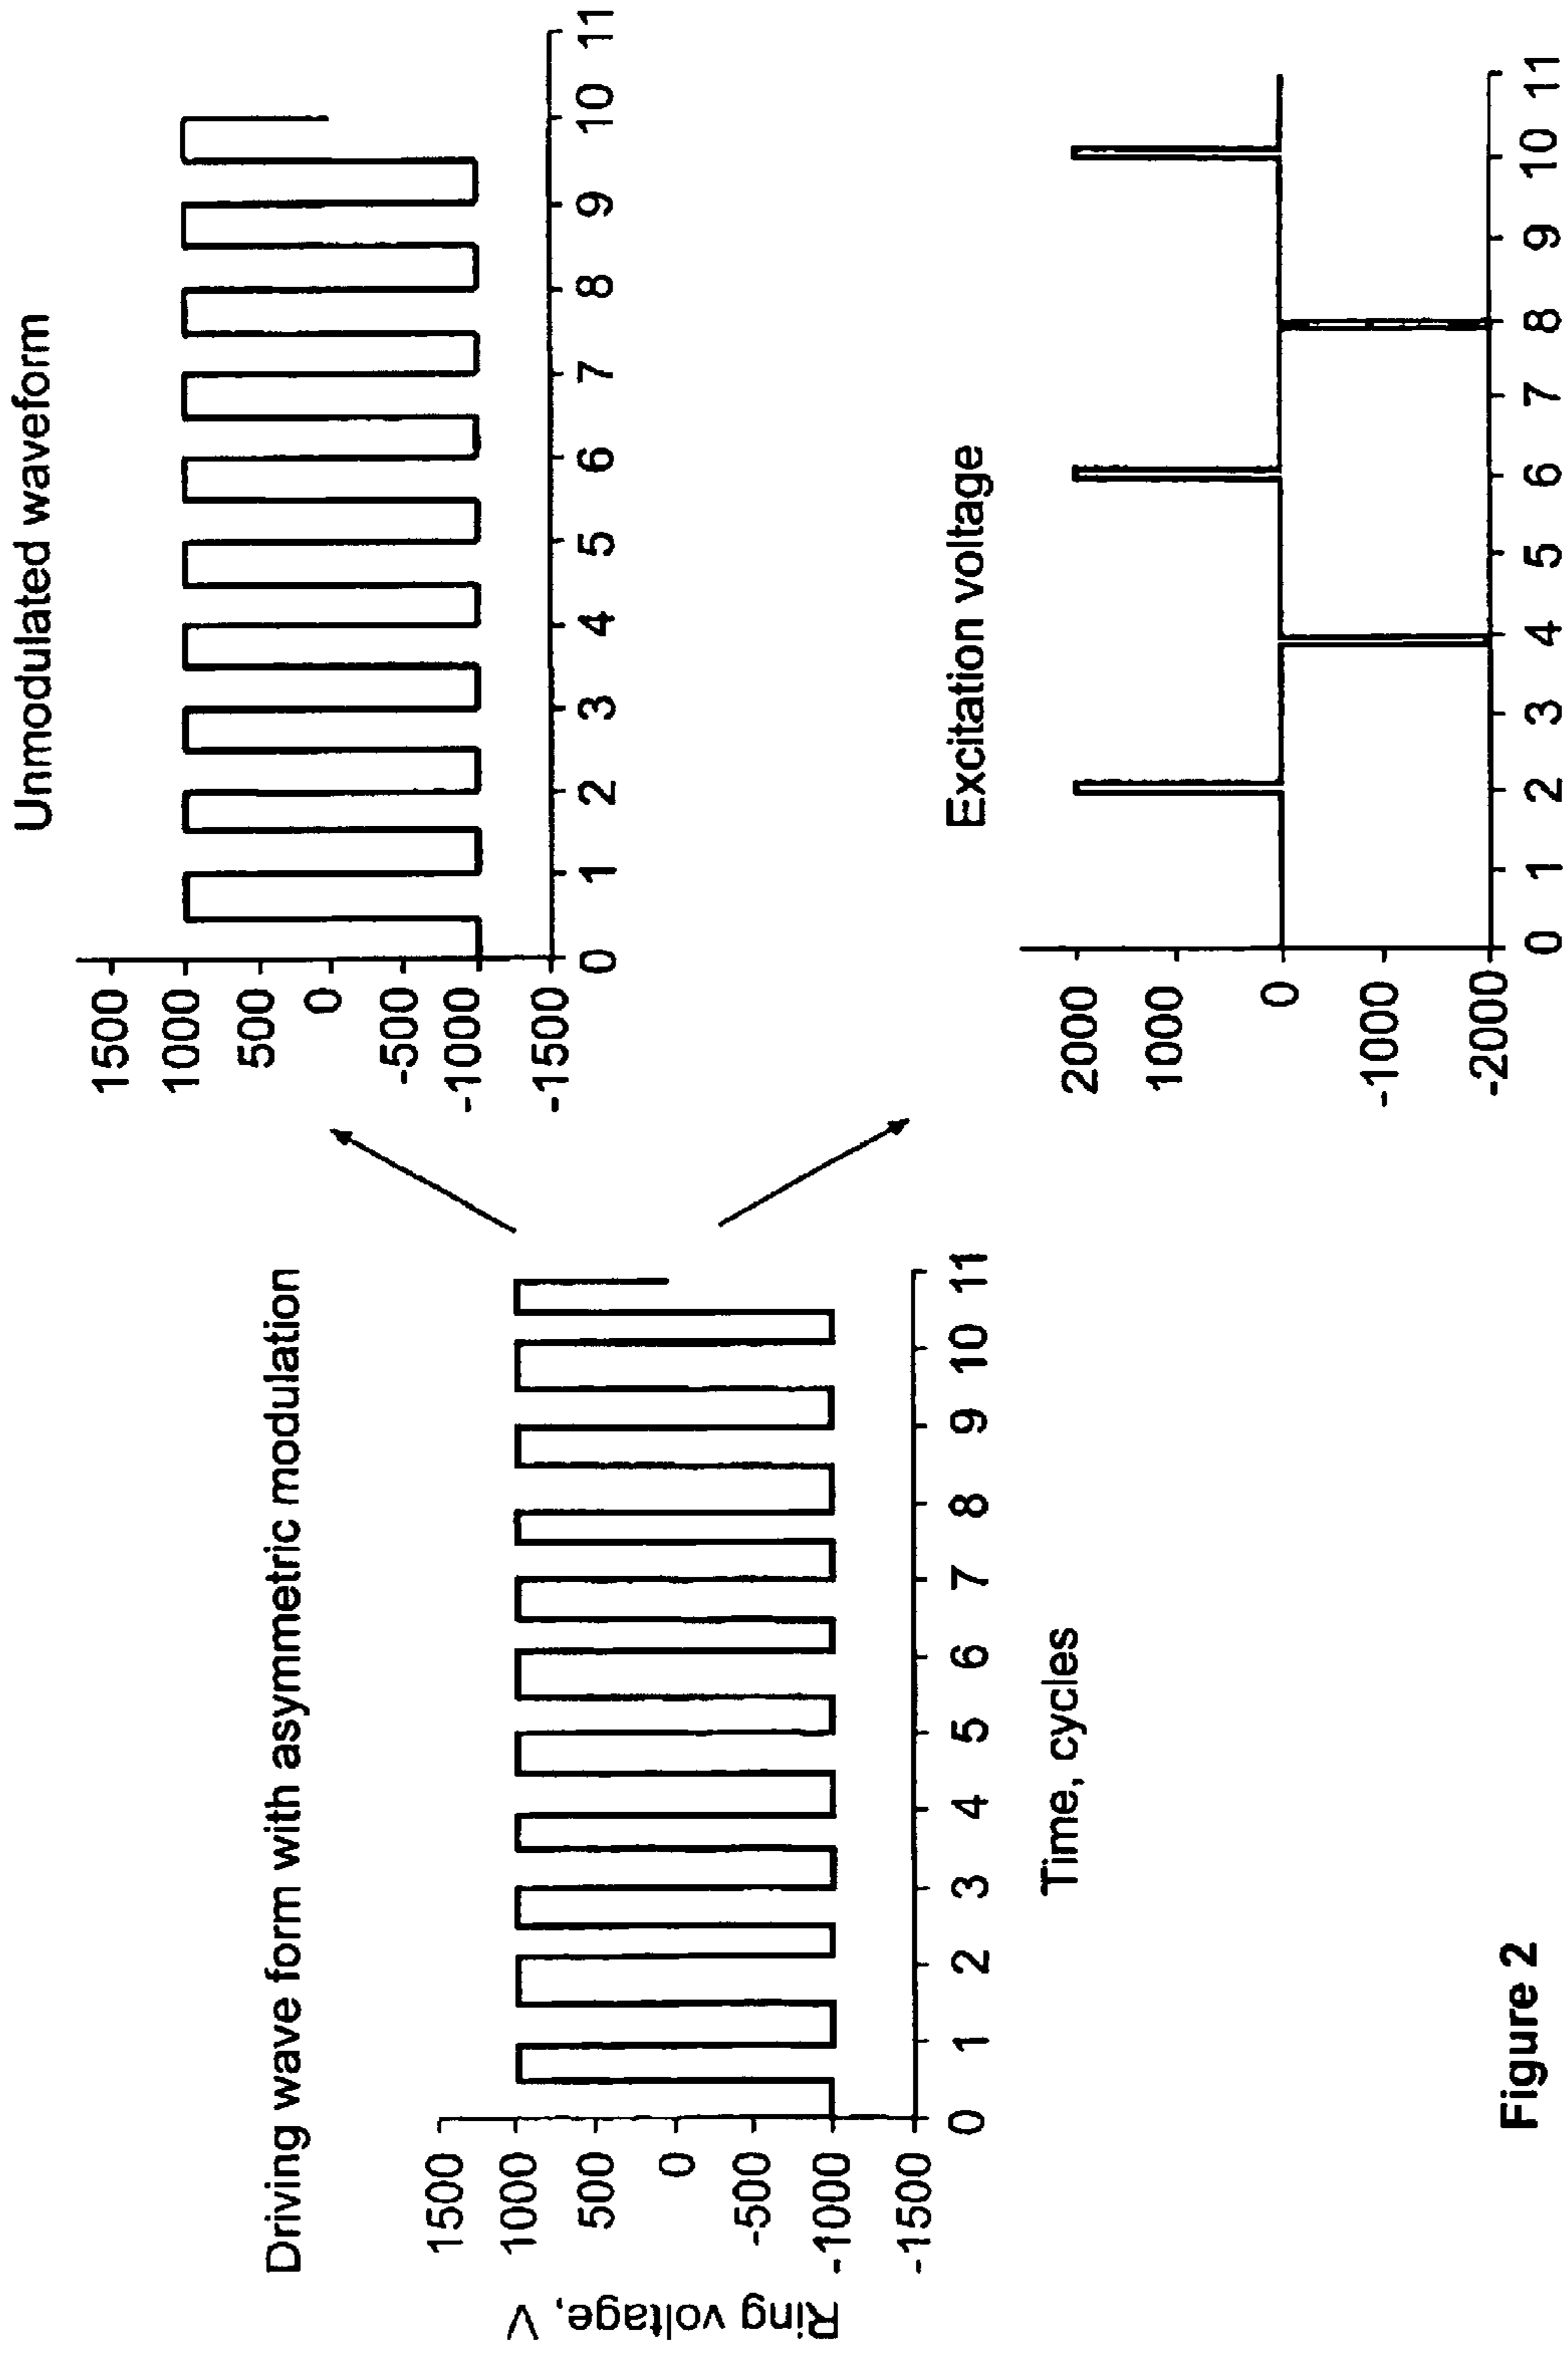 Driving wave form with asymmetric modulation
Ring voltage, V
1500
1000
500
0
-500
-1000
-1500
0 1 2 3 4 5 6 7 8 9 10 11
Time, cycles
Unmodulated waveform
1500
1000
500
0
-500
-1000
-1500
0 1 2 3 4 5 6 7 8 9 10 11
Excitation voltage
2000
1000
0
-1000
-2000
0 1 2 3 4 5 6 7 8 9 10 11
Figure 2